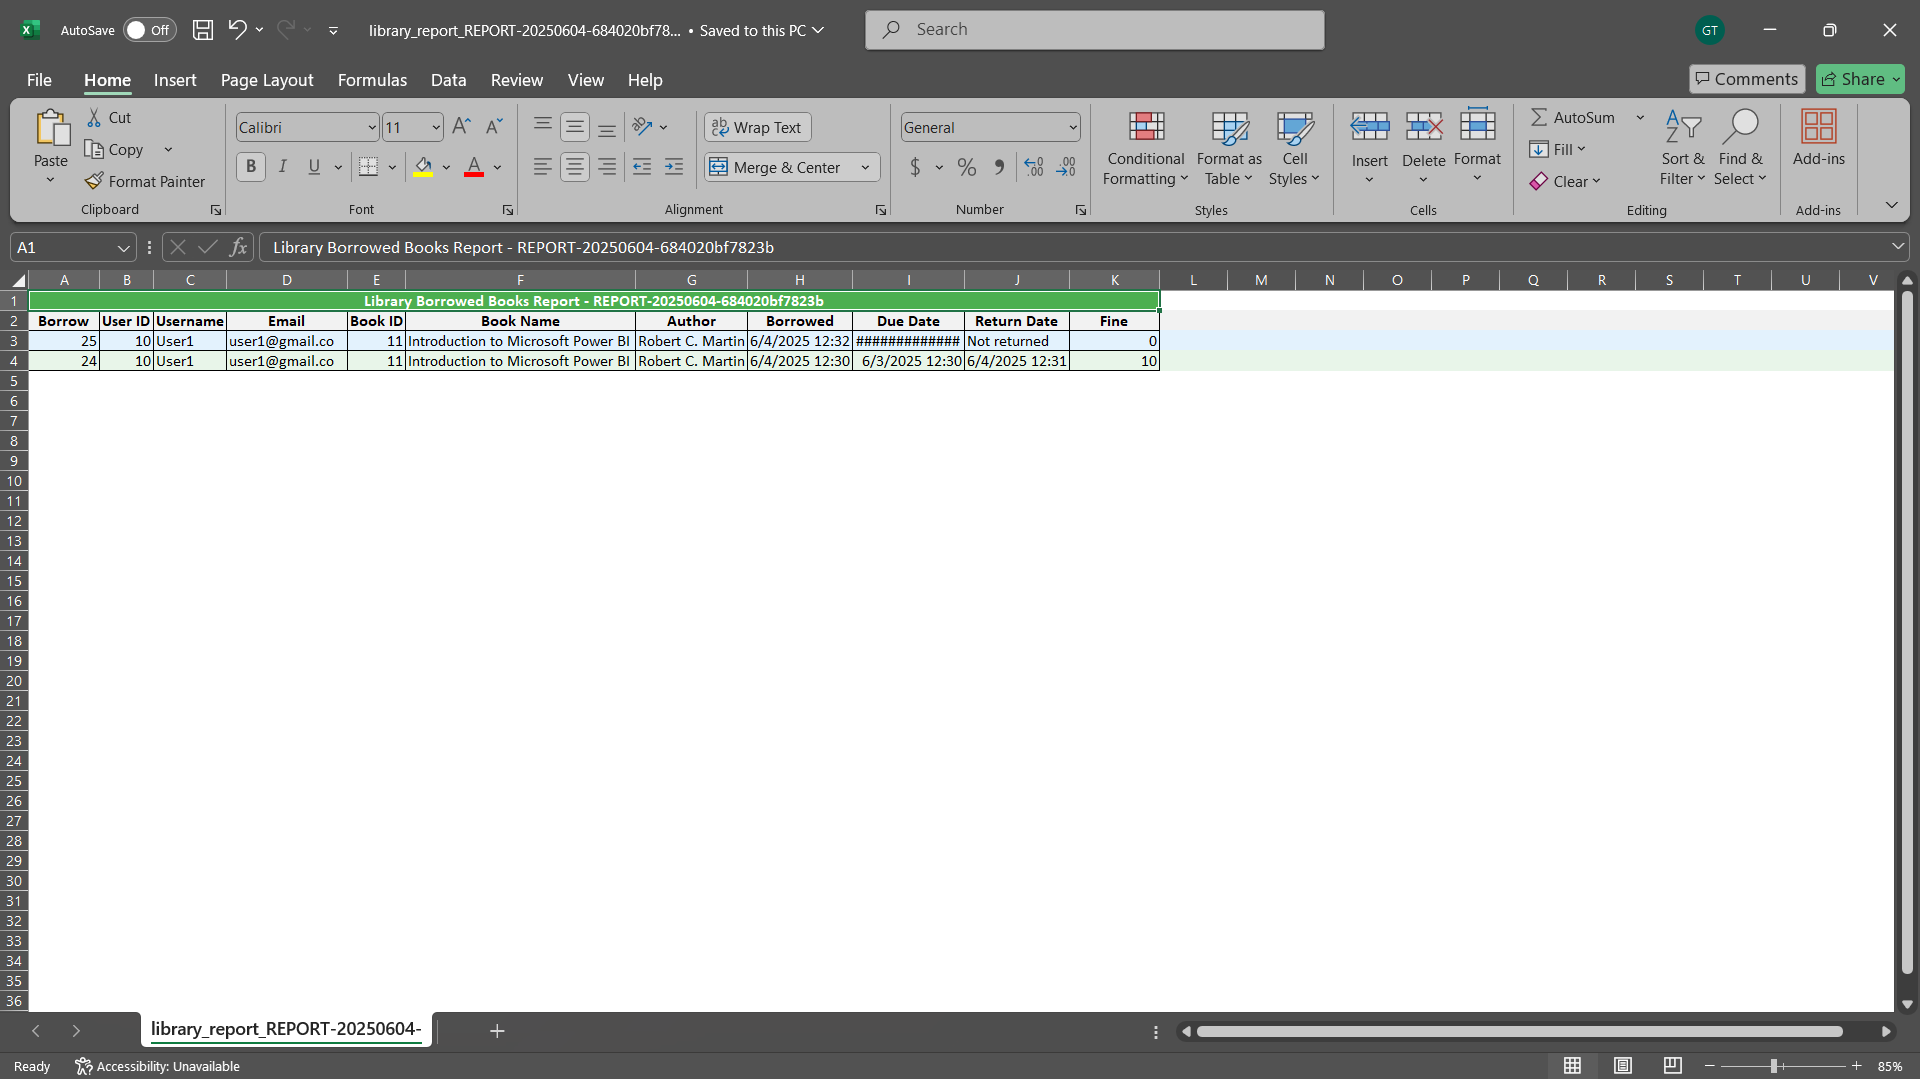 AutoSave Off library_report_REPORT-20250604-684020bf78... • Saved to this PC Search GT
File Home Insert Page Layout Formulas Data Review View Help Comments Share
Paste Cut Copy Format Painter Clipboard
Calibri 11 B I U A Font
Wrap Text Merge & Center Alignment
General $ % Number
Conditional Formatting Format as Table Cell Styles Styles
Insert Delete Format Cells
AutoSum Fill Clear Sort & Filter Find & Select Editing
Add-ins Add-ins
A1 fx Library Borrowed Books Report - REPORT-20250604-684020bf7823b
A B C D E F G H I J K L M N O P Q R S T U V
1 Library Borrowed Books Report - REPORT-20250604-684020bf7823b
2 Borrow User ID Username Email Book ID Book Name Author Borrowed Due Date Return Date Fine
3 25 10 User1 user1@gmail.co 11 Introduction to Microsoft Power BI Robert C. Martin 6/4/2025 12:32 ############# Not returned 0
4 24 10 User1 user1@gmail.co 11 Introduction to Microsoft Power BI Robert C. Martin 6/4/2025 12:30 6/3/2025 12:30 6/4/2025 12:31 10
5
6
7
8
9
10
11
12
13
14
15
16
17
18
19
20
21
22
23
24
25
26
27
28
29
30
31
32
33
34
35
36
library_report_REPORT-20250604-
Ready Accessibility: Unavailable 85%